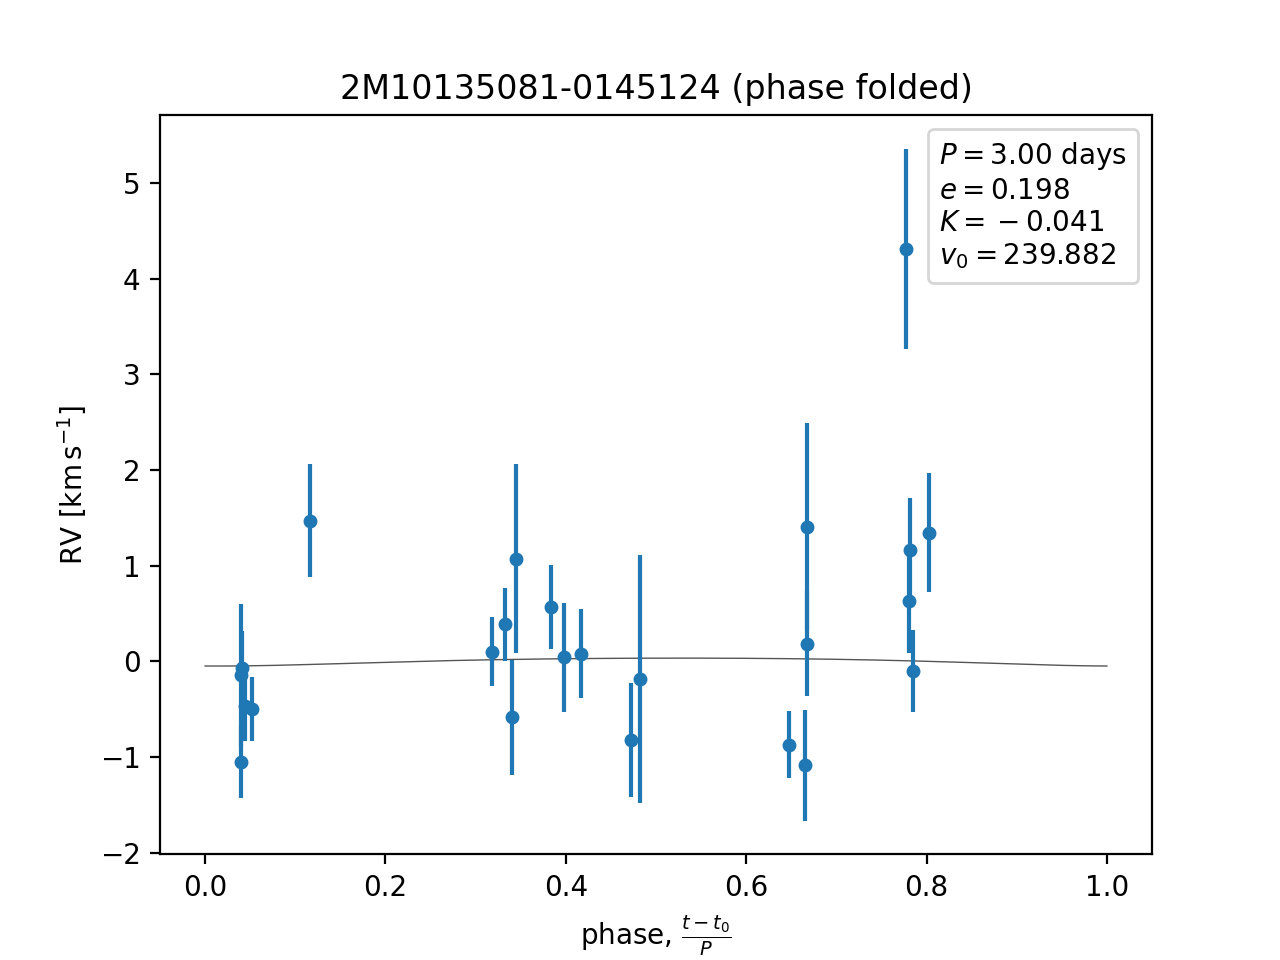 2M10135081-0145124 (phase folded)
P = 3.00 days
e = 0.198
K = −0.041
v₀ = 239.882
5
4
3
2
1
0
−1
−2
RV [km s⁻¹]
0.0 0.2 0.4 0.6 0.8 1.0
phase, (t − t₀)/P